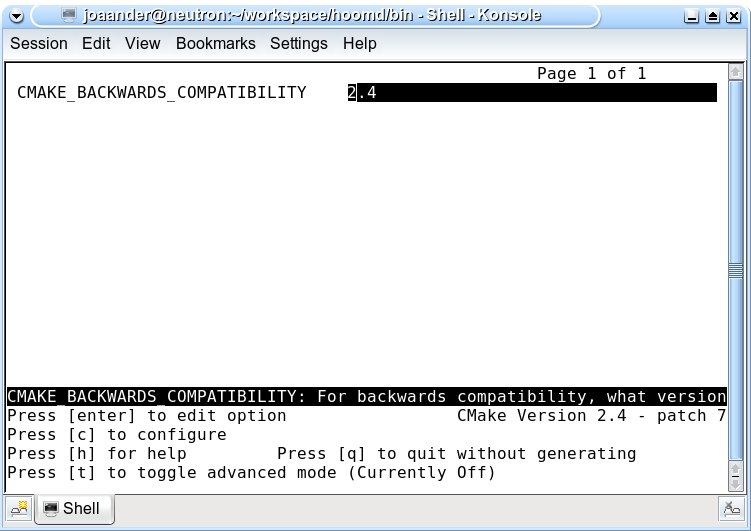 joaander@neutron:~/workspace/hoomd/bin - Shell - Konsole
Session Edit View Bookmarks Settings Help
Page 1 of 1
CMAKE_BACKWARDS_COMPATIBILITY 2.4
CMAKE_BACKWARDS_COMPATIBILITY: For backwards compatibility, what version
Press [enter] to edit option CMake Version 2.4 - patch 7
Press [c] to configure
Press [h] for help Press [q] to quit without generating
Press [t] to toggle advanced mode (Currently Off)
Shell